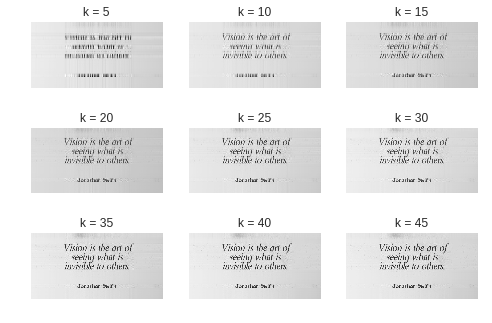 k = 5
k = 10
k = 15
Vision is the art of
seeing what is
invisible to others.
Jonathan Swift
Vision is the art of
seeing what is
invisible to others.
Jonathan Swift
k = 20
k = 25
k = 30
Vision is the art of
seeing what is
invisible to others.
Jonathan Swift
Vision is the art of
seeing what is
invisible to others.
Jonathan Swift
Vision is the art of
seeing what is
invisible to others.
Jonathan Swift
k = 35
k = 40
k = 45
Vision is the art of
seeing what is
invisible to others.
Jonathan Swift
Vision is the art of
seeing what is
invisible to others.
Jonathan Swift
Vision is the art of
seeing what is
invisible to others.
Jonathan Swift